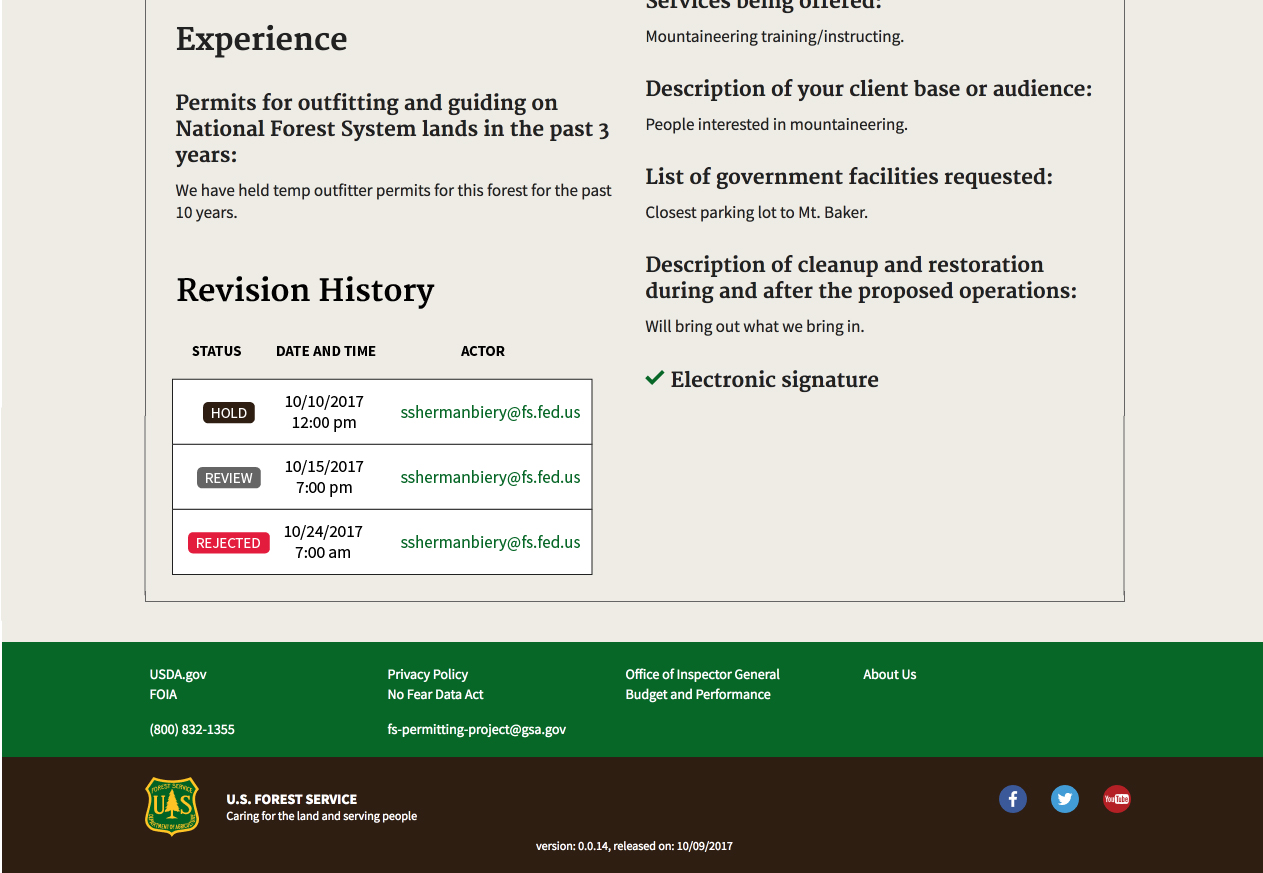 Experience
Permits for outfitting and guiding on
National Forest System lands in the past 3
years:
We have held temp outfitter permits for this forest for the past
10 years.
Revision History
STATUS DATE AND TIME ACTOR
HOLD 10/10/2017 12:00 pm sshermanbiery@fs.fed.us
REVIEW 10/15/2017 7:00 pm sshermanbiery@fs.fed.us
REJECTED 10/24/2017 7:00 am sshermanbiery@fs.fed.us
Services being offered:
Mountaineering training/instructing.
Description of your client base or audience:
People interested in mountaineering.
List of government facilities requested:
Closest parking lot to Mt. Baker.
Description of cleanup and restoration
during and after the proposed operations:
Will bring out what we bring in.
Electronic signature
USDA.gov Privacy Policy Office of Inspector General About Us
FOIA No Fear Data Act Budget and Performance
(800) 832-1355 fs-permitting-project@gsa.gov
FOREST SERVICE
US
DEPARTMENT OF AGRICULTURE
U.S. FOREST SERVICE
Caring for the land and serving people
YouTube
version: 0.0.14, released on: 10/09/2017